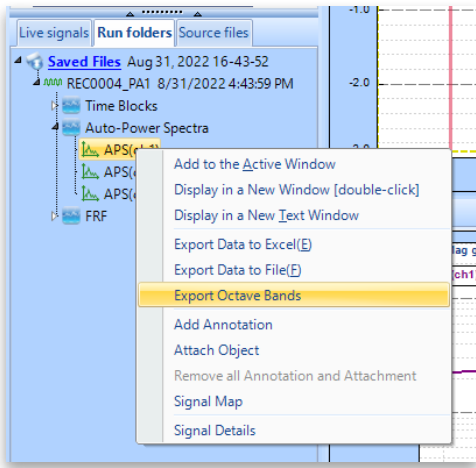 -1.0
Live signals Run folders Source files
Saved Files Aug 31, 2022 16-43-52
REC0004_PA1 8/31/2022 4:43:59 PM
-2.0
Time Blocks
Auto-Power Spectra
APS(ch1)
Add to the Active Window
APS(
Display in a New Window [double-click]
APS(
Display in a New Text Window
FRF
Export Data to Excel(E)
Export Data to File(F)
(ch1
Export Octave Bands
Add Annotation
Attach Object
Remove all Annotation and Attachment
Signal Map
Signal Details